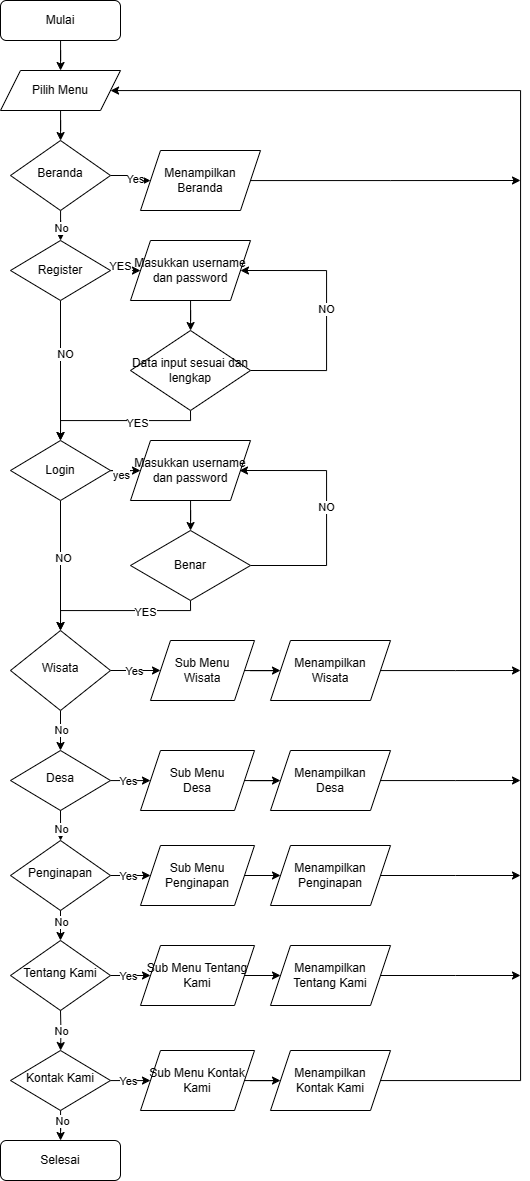 Mulai
Pilih Menu
Beranda
Yes
Menampilkan
Beranda
No
Register
YES
Masukkan username
dan password
NO
NO
Data input sesuai dan
lengkap
YES
Login
yes
Masukkan username
dan password
NO
NO
Benar
YES
Wisata
Yes
Sub Menu
Wisata
Menampilkan
Wisata
No
Desa
Yes
Sub Menu
Desa
Menampilkan
Desa
No
Penginapan
Yes
Sub Menu
Penginapan
Menampilkan
Penginapan
No
Tentang Kami
Yes
Sub Menu Tentang
Kami
Menampilkan
Tentang Kami
No
Kontak Kami
Yes
Sub Menu Kontak
Kami
Menampilkan
Kontak Kami
No
Selesai